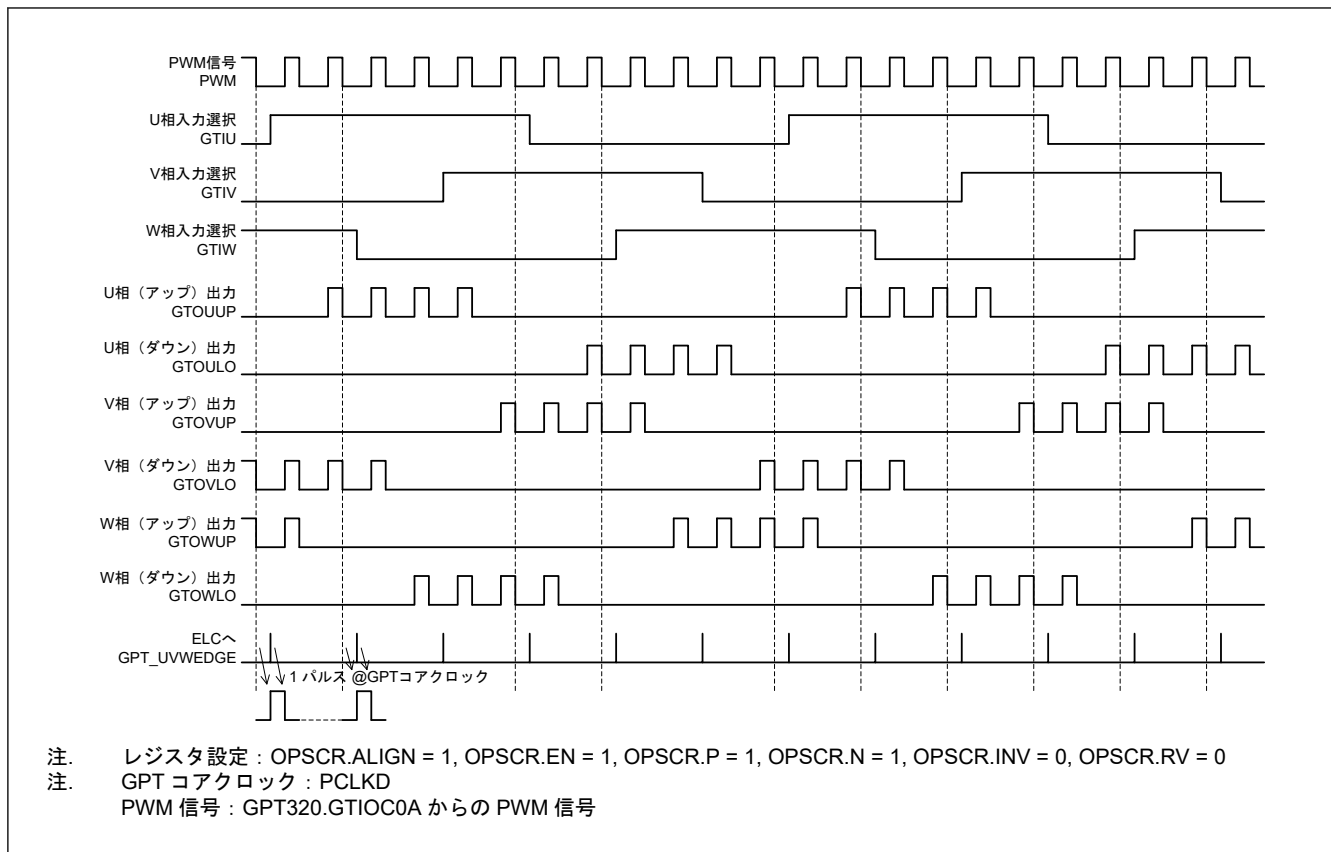 PWM信号
PWM
U相入力選択
GTIU
V相入力選択
GTIV
W相入力選択
GTIW
U相（アップ）出力
GTOUUP
U相（ダウン）出力
GTOULO
V相（アップ）出力
GTOVUP
V相（ダウン）出力
GTOVLO
W相（アップ）出力
GTOWUP
W相（ダウン）出力
GTOWLO
ELCへ
GPT_UVWEDGE
1 パルス @GPTコアクロック
注. レジスタ設定：OPSCR.ALIGN = 1, OPSCR.EN = 1, OPSCR.P = 1, OPSCR.N = 1, OPSCR.INV = 0, OPSCR.RV = 0
注. GPT コアクロック：PCLKD
PWM 信号：GPT320.GTIOC0A からの PWM 信号